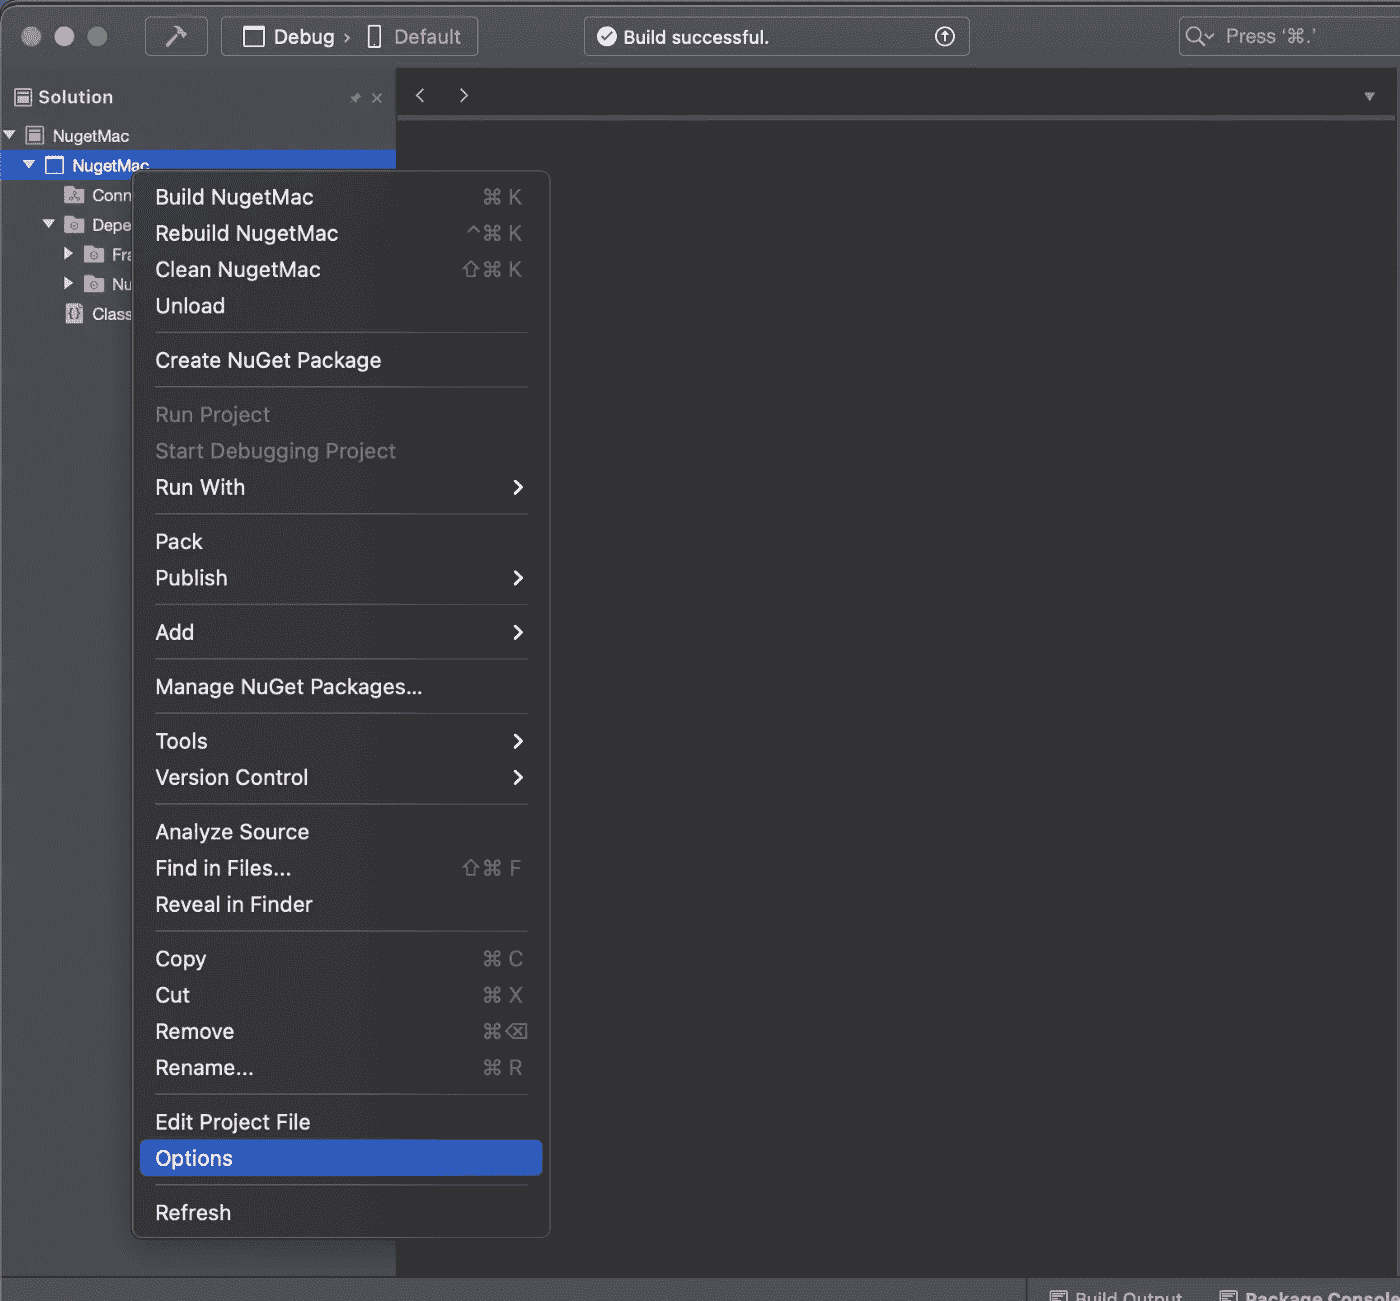 Debug › Default
Build successful.
Press ‘⌘.’
Solution
NugetMac
NugetMac
Conn
Depe
Fra
Nu
Class
Build NugetMac ⌘ K
Rebuild NugetMac ^⌘ K
Clean NugetMac ⇧⌘ K
Unload
Create NuGet Package
Run Project
Start Debugging Project
Run With
Pack
Publish
Add
Manage NuGet Packages...
Tools
Version Control
Analyze Source
Find in Files... ⇧⌘ F
Reveal in Finder
Copy ⌘ C
Cut ⌘ X
Remove ⌘⌫
Rename... ⌘ R
Edit Project File
Options
Refresh
Build Output
Package Console